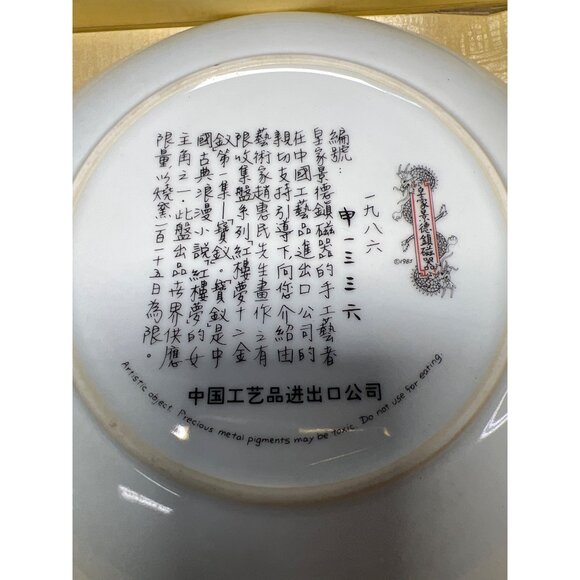 編號：
一九八六
申一三三六
皇家景德鎮磁器的手工藝者
在中國工藝品進出口公司的
親切支持引導下，向您介紹由
藝術家趙惠民先生畫作之有
限收集盤系列「紅樓夢十二金
釵」第一集—「寶釵」。「寶釵」是中
國古典浪漫小說「紅樓夢」的女
主角之一。此盤出品世界供應
限量以燒窯一百一十五日為限。
皇家景德鎮磁器
©1987
中国工艺品进出口公司
Artistic object. Precious metal pigments may be toxic. Do not use for eating.